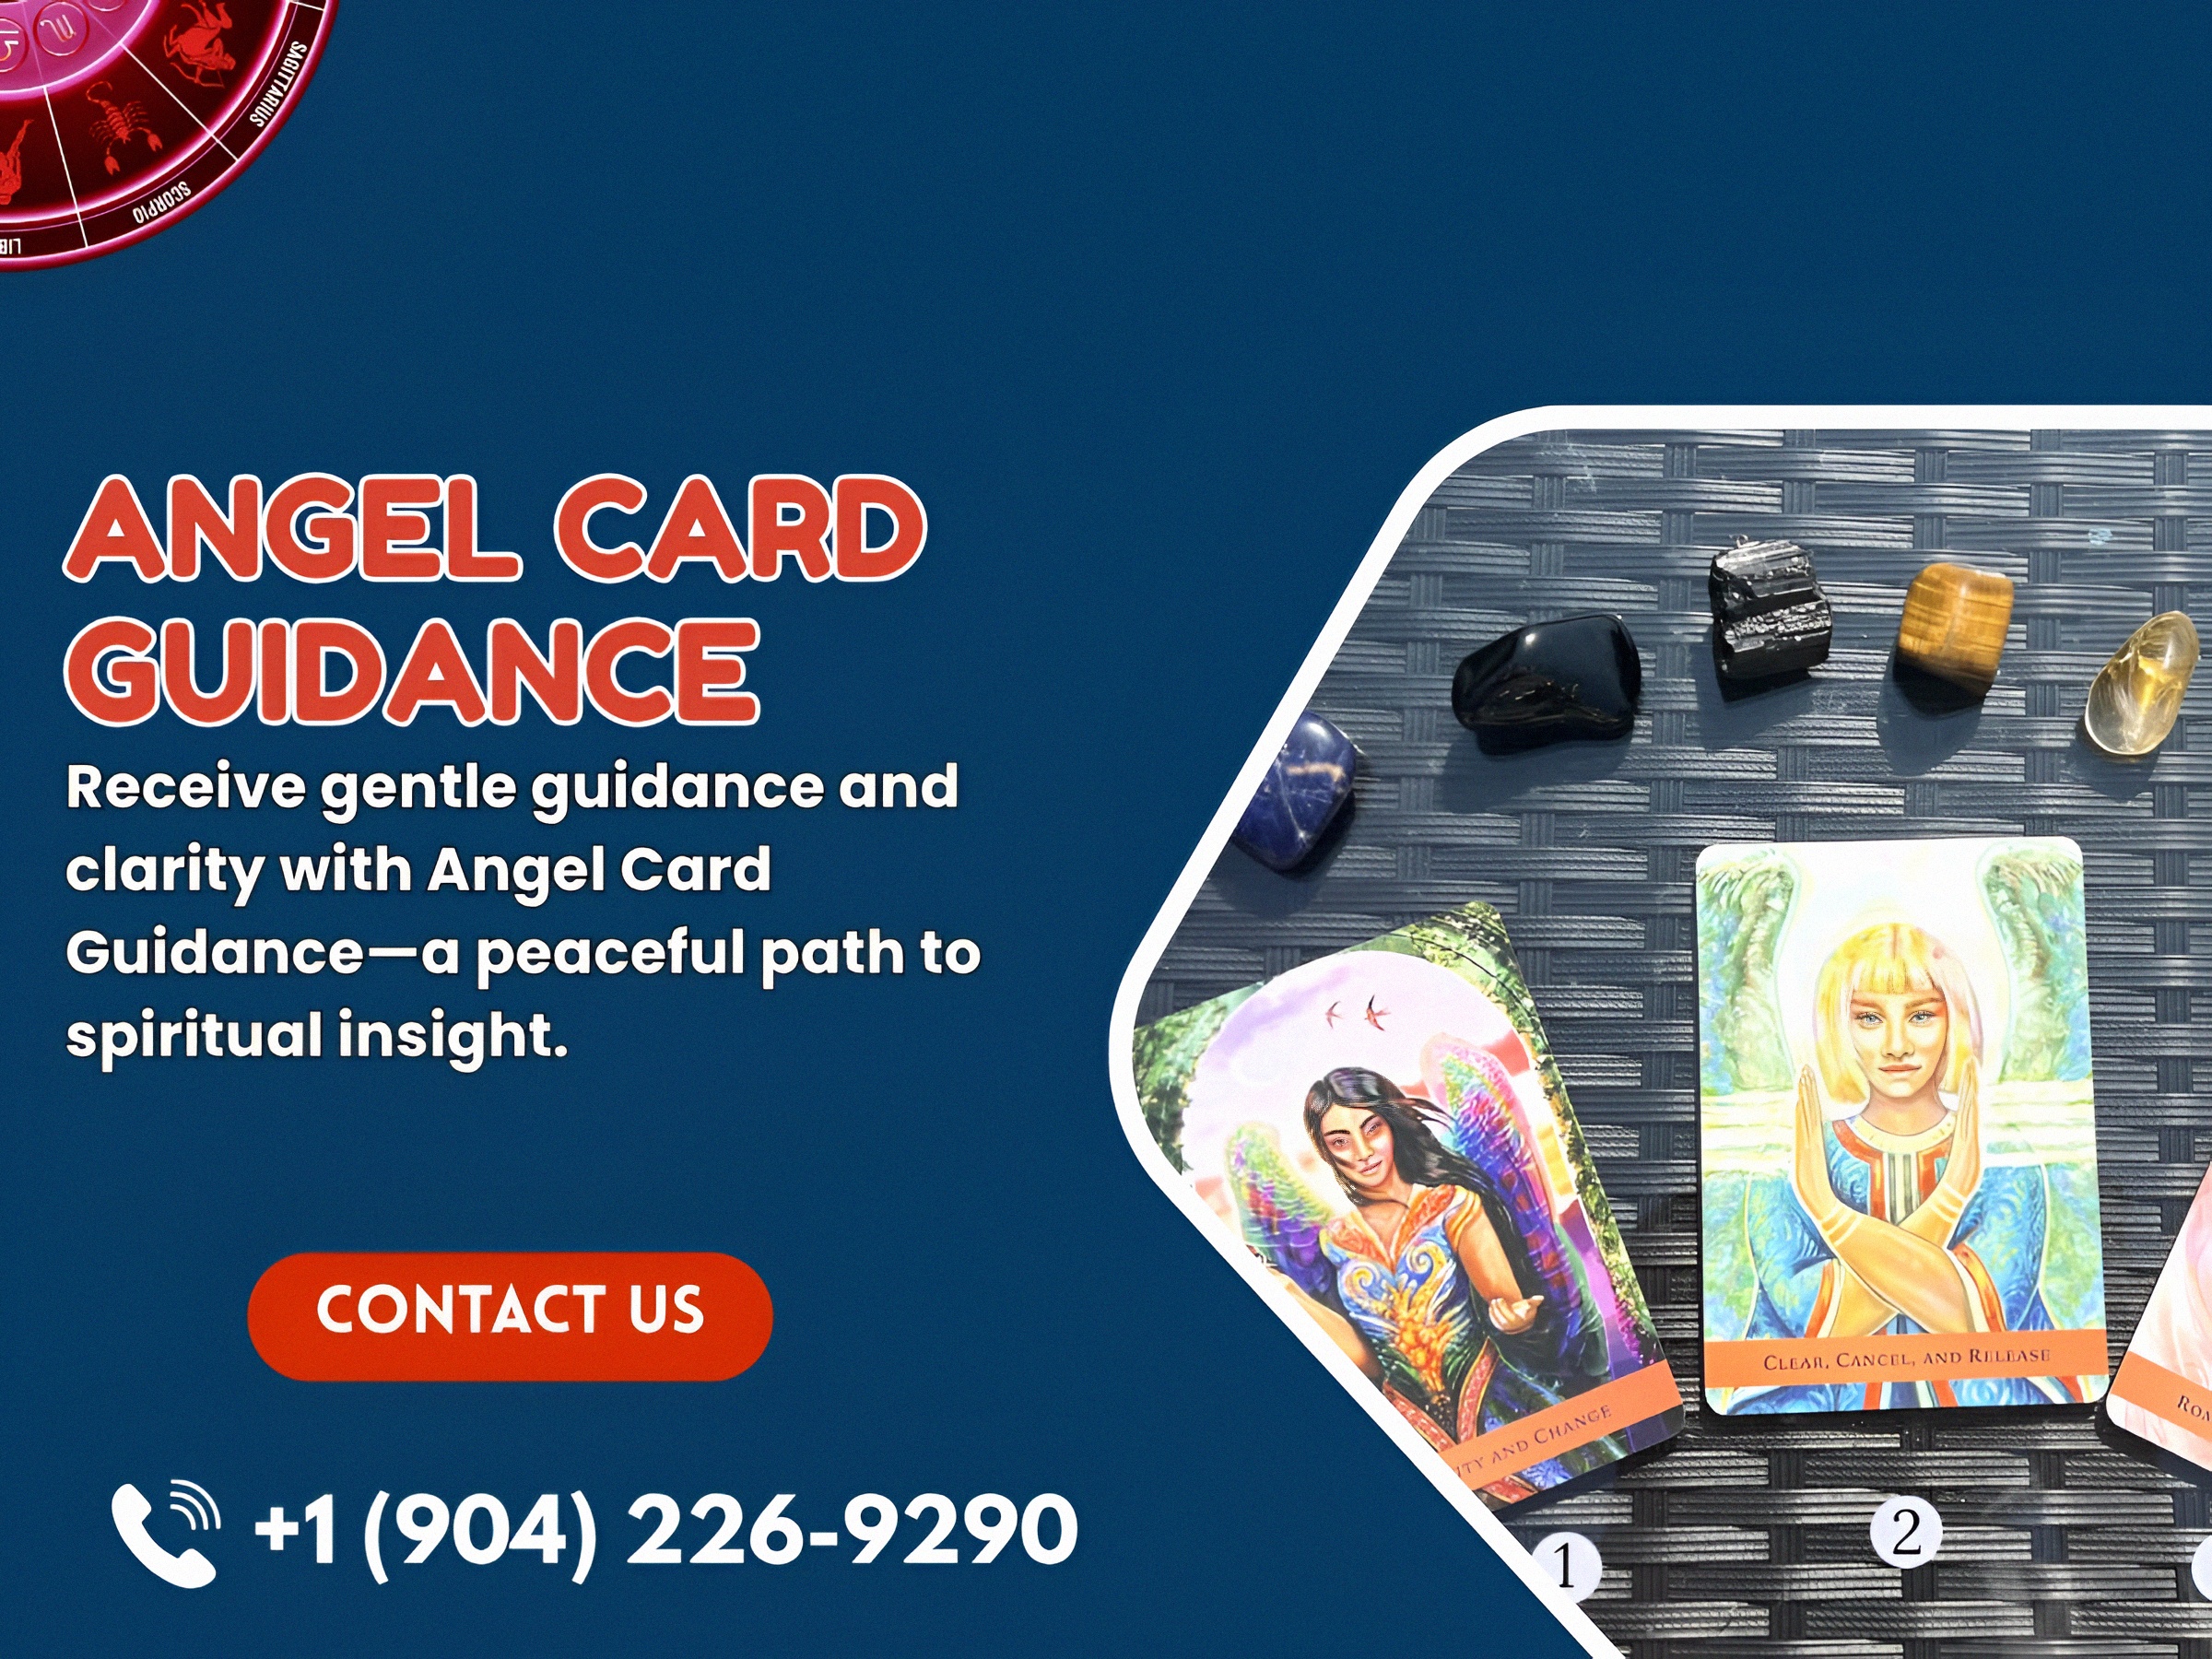 SAGITTARIUS
SCORPIO
ANGEL CARD
GUIDANCE
Receive gentle guidance and
clarity with Angel Card
Guidance—a peaceful path to
spiritual insight.
CONTACT US
+1 (904) 226-9290
CLEAR, CANCEL, AND RELEASE
AND CHANGE
1
2